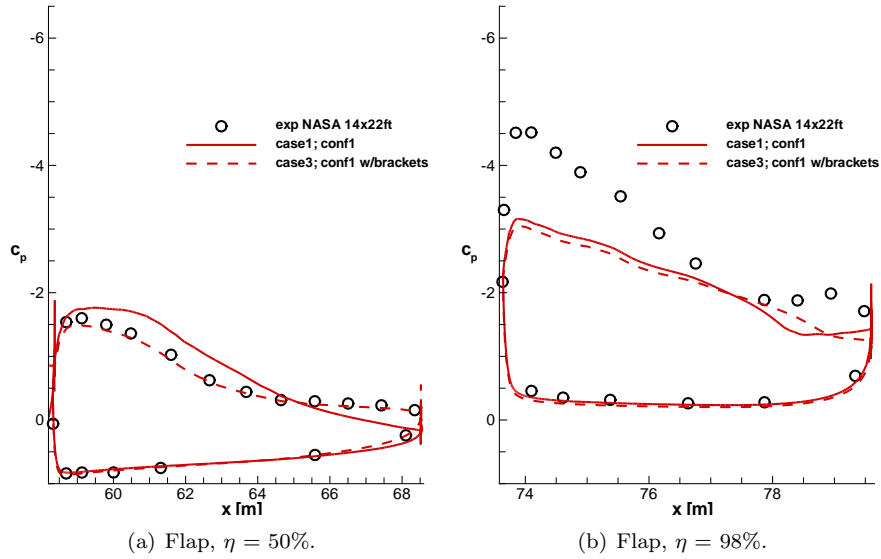 -6
-4
-2
0
c_p
exp NASA 14x22ft
case1; conf1
case3; conf1 w/brackets
60 62 64 66 68
x [m]
(a) Flap, η = 50%.
-6
-4
-2
0
c_p
exp NASA 14x22ft
case1; conf1
case3; conf1 w/brackets
74 76 78
x [m]
(b) Flap, η = 98%.